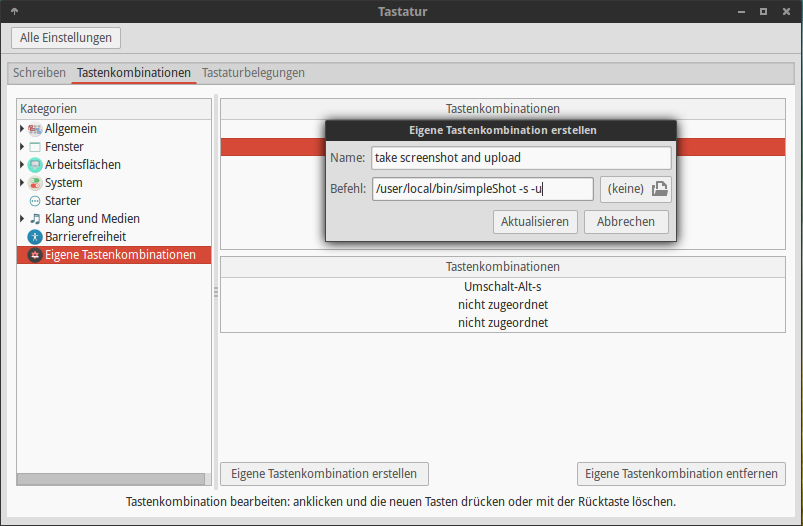 Tastatur
Alle Einstellungen
Schreiben Tastenkombinationen Tastaturbelegungen
Kategorien
Allgemein
Fenster
Arbeitsflächen
System
Starter
Klang und Medien
Barrierefreiheit
Eigene Tastenkombinationen
Tastenkombinationen
Eigene Tastenkombination erstellen
Name: take screenshot and upload
Befehl: /user/local/bin/simpleShot -s -u (keine)
Aktualisieren Abbrechen
Tastenkombinationen
Umschalt-Alt-s
nicht zugeordnet
nicht zugeordnet
Eigene Tastenkombination erstellen Eigene Tastenkombination entfernen
Tastenkombination bearbeiten: anklicken und die neuen Tasten drücken oder mit der Rücktaste löschen.